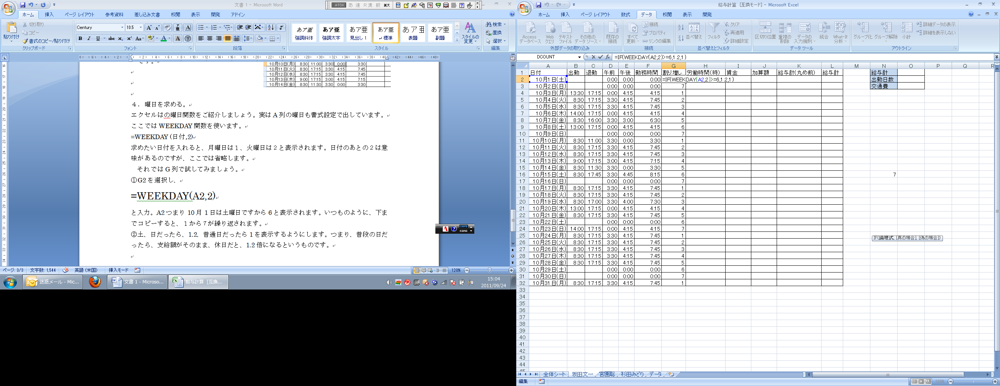 文書 1 - Microsoft Word
ATOK あ 連 R漢 般 英大
ホーム 挿入 ページ レイアウト 参考資料 差し込み文書 校閲 表示 開発 アドイン
貼り付け
切り取り
コピー
書式のコピー/貼り付け
クリップボード
Century 10.5
フォント
段落
あア亜 強調斜体
あア亜 強調太字
あア亜 見出し 1
あア亜 ↵標準
あア亜 表題
あア亜 副題
スタイルの変更
スタイル
検索
置換
選択
編集
10月10日(月) 8:30 11:00 3:30 0:00 3:30
10月11日(火) 8:30 17:15 3:30 4:15 7:45
10月12日(水) 8:30 17:15 3:30 4:15 7:45
10月13日(木) 9:00 17:15 3:00 4:15 7:15
10月14日(金) 8:30 11:30 3:30 0:00 3:30
4．曜日を求める。
エクセルはの曜日関数をご紹介しましょう。実は A 列の曜日も書式設定で出しています。
ここでは WEEKDAY 関数を使います。
=WEEKDAY (日付,2)
求めたい日付を入れると、月曜日は１、火曜日は２と表示されます。日付のあとの２は意
味があるのですが、ここでは省略します。
それでは G 列で試してみましょう。
①G2 を選択し、
=WEEKDAY(A2,2)
と入力。A2 つまり 10 月 1 日は土曜日ですから 6 と表示されます。いつものように、下ま
でコピーすると、１から７が繰り返されます。
②土、日だったら、1.2、普通日だったら 1 を表示するようにします。つまり、普段の日だ
ったら、支給額がそのまま、休日だと、1.2 倍になるというものです。
CAPS
KANA
ページ: 3/3 文字数: 1,544 英語 (米国) 挿入モード 120%
迷惑メール - Mic... 文書 1 - Microso... 給与計算 [互換... 15:04
2011/09/24
給与計算 [互換モード] - Microsoft Excel
ホーム 挿入 ページ レイアウト 数式 データ 校閲 表示 開発
Access データベース
Web クエリ
テキスト ファイル
その他の データ ソース
既存の 接続
外部データの取り込み
すべて 更新
接続
プロパティ
リンクの編集
接続
並べ替え
フィルタ
クリア
再適用
詳細設定
並べ替えとフィルタ
区切り位置
重複の 削除
データの 入力規則
統合
What-If 分析
データ ツール
グループ化
グループ解除
小計
詳細データの表示
詳細を表示しない
アウトライン
DCOUNT =IF(WEEKDAY(A2,2)>=6,1.2,1)
A B C D E F G H I J K L M N O P Q R
1 日付 出勤 退勤 午前 午後 勤務時間 割り増し 労働時間(時) 賃金 加算額 給与計(丸め前) 給与計 給与計
2 10月1日(土) 0:00 0:00 0:00 =IF(WEEKDAY(A2,2)>=6,1.2,1) 出勤日数
3 10月2日(日) 0:00 0:00 0:00 7 交通費
4 10月3日(月) 13:30 17:15 0:00 4:15 4:15 1
5 10月4日(火) 8:30 17:15 3:30 4:15 7:45 2
6 10月5日(水) 8:30 17:15 3:30 4:15 7:45 3
7 10月6日(木) 14:00 17:15 0:00 4:15 4:15 4
8 10月7日(金) 8:30 16:00 3:30 3:00 6:30 5
9 10月8日(土) 13:00 17:15 0:00 4:15 4:15 6
10 10月9日(日) 0:00 0:00 0:00 7
11 10月10日(月) 8:30 11:00 3:30 0:00 3:30 1
12 10月11日(火) 8:30 17:15 3:30 4:15 7:45 2
13 10月12日(水) 8:30 17:15 3:30 4:15 7:45 3
14 10月13日(木) 9:00 17:15 3:00 4:15 7:15 4
15 10月14日(金) 8:30 11:30 3:30 0:00 3:30 5
16 10月15日(土) 8:30 17:45 3:30 4:45 8:15 6 7
17 10月16日(日) 0:00 0:00 0:00 7
18 10月17日(月) 8:30 17:15 3:30 4:15 7:45 1
19 10月18日(火) 8:30 17:15 3:30 4:15 7:45 2
20 10月19日(水) 8:30 17:00 3:30 4:00 7:30 3
21 10月20日(木) 13:00 17:15 0:00 4:15 4:15 4
22 10月21日(金) 8:30 17:15 3:30 4:15 7:45 5
23 10月22日(土) 0:00 0:00 0:00 6
24 10月23日(日) 14:00 17:15 0:00 4:15 4:15 7
25 10月24日(月) 8:30 17:15 3:30 4:15 7:45 1
IF(論理式, [真の場合], [偽の場合])
26 10月25日(火) 8:30 17:15 3:30 4:15 7:45 2
27 10月26日(水) 8:30 17:15 3:30 4:15 7:45 3
28 10月27日(木) 8:30 17:15 3:30 4:15 7:45 4
29 10月28日(金) 8:30 17:15 3:30 4:15 7:45 5
30 10月29日(土) 0:00 0:00 0:00 6
31 10月30日(日) 0:00 0:00 0:00 7
32 10月31日(月) 8:30 17:15 3:30 4:15 7:45 1
33
34
35
36
37
38
39
40
41
42
43
44
全体シート 坂田文一 宮園聡 杉田みどり データ
編集 100%